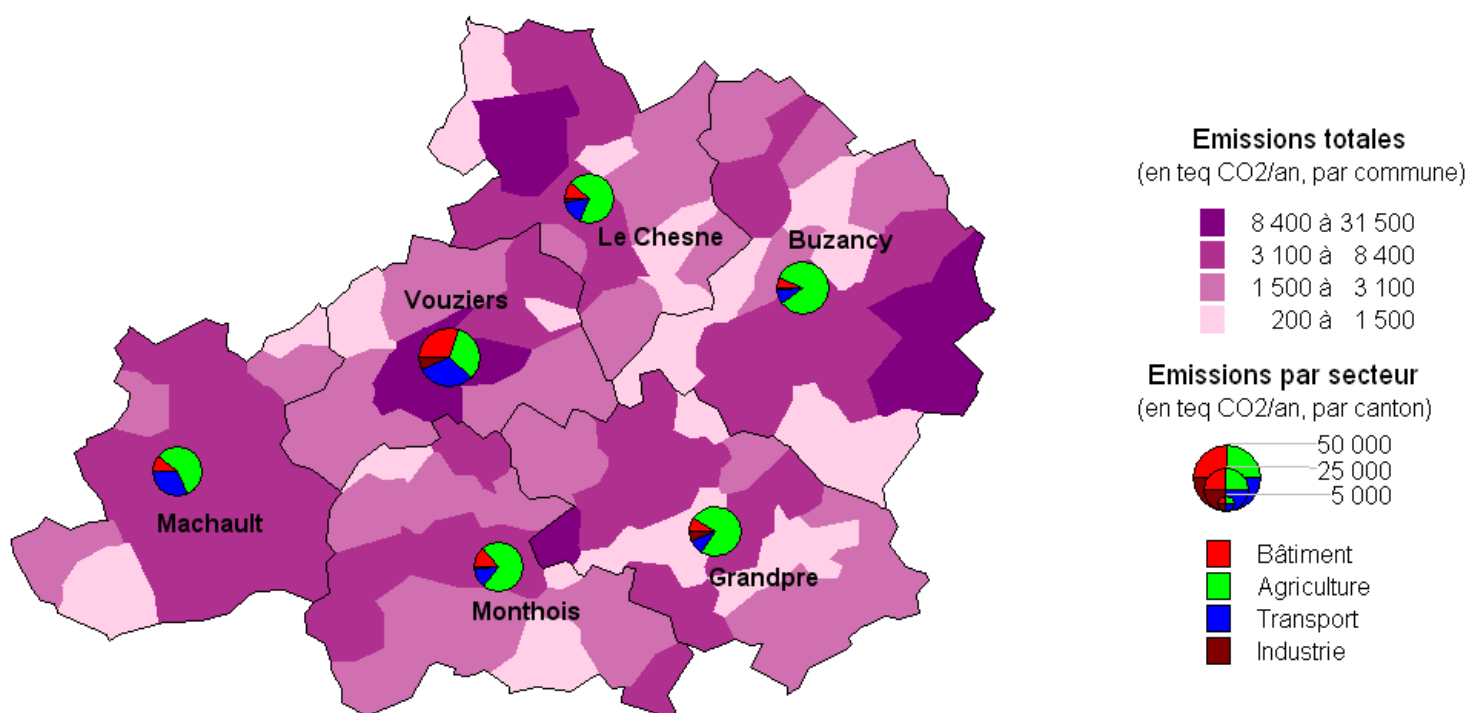 Le Chesne
Buzancy
Vouziers
Machault
Monthois
Grandpre
Emissions totales
(en teq CO2/an, par commune)
8 400 à 31 500
3 100 à 8 400
1 500 à 3 100
200 à 1 500
Emissions par secteur
(en teq CO2/an, par canton)
50 000
25 000
5 000
Bâtiment
Agriculture
Transport
Industrie